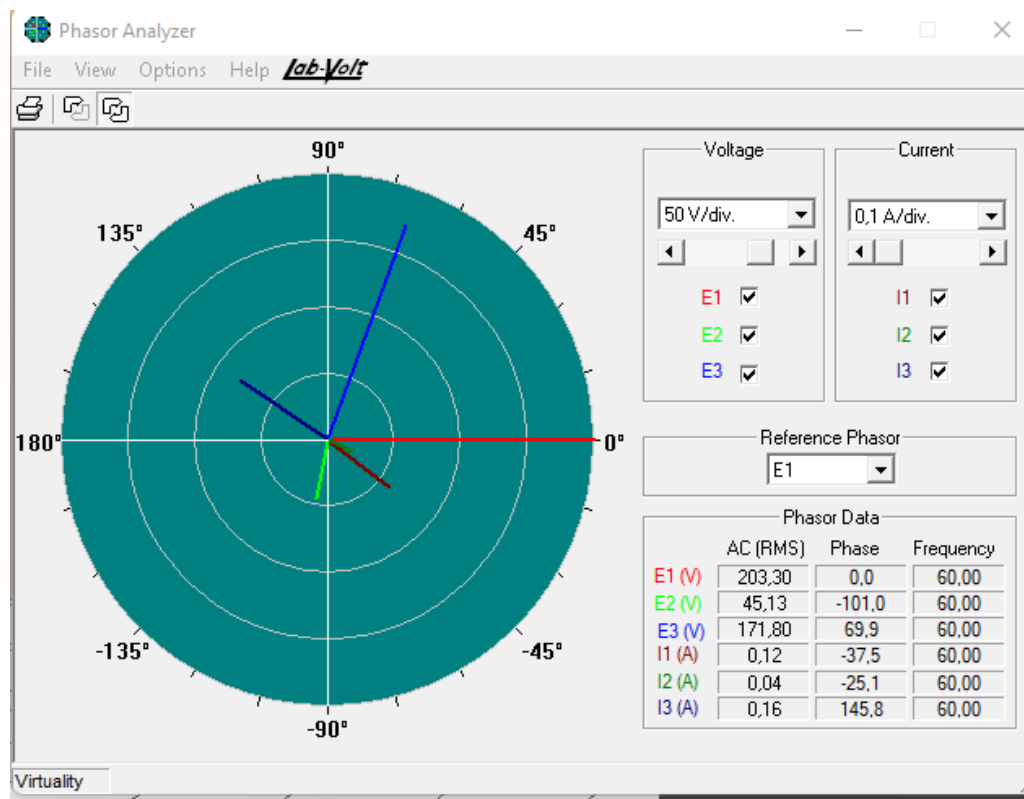 Phasor Analyzer
File View Options Help Lab-Volt
90°
135°
45°
180°
0°
-135°
-45°
-90°
Voltage
50 V/div.
E1
E2
E3
Current
0,1 A/div.
I1
I2
I3
Reference Phasor
E1
Phasor Data
AC (RMS) Phase Frequency
E1 (V) 203,30 0,0 60,00
E2 (V) 45,13 -101,0 60,00
E3 (V) 171,80 69,9 60,00
I1 (A) 0,12 -37,5 60,00
I2 (A) 0,04 -25,1 60,00
I3 (A) 0,16 145,8 60,00
Virtuality